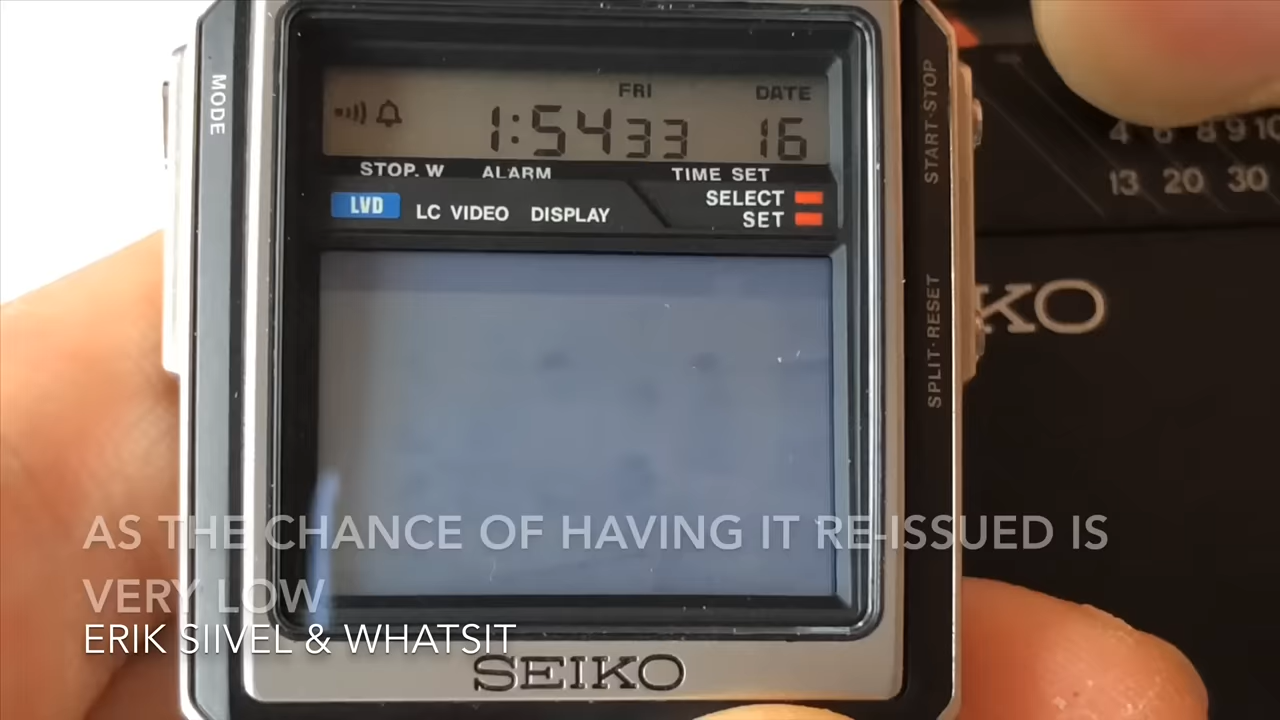 FRI DATE
1:54 33 16
STOP. W ALARM TIME SET
SELECT
SET
LVD LC VIDEO DISPLAY
MODE
START·STOP
SPLIT·RESET
4 6 8 9 10
13 20 30
KO
AS THE CHANCE OF HAVING IT RE-ISSUED IS
VERY LOW
ERIK SIIVEL & WHATSIT
SEIKO